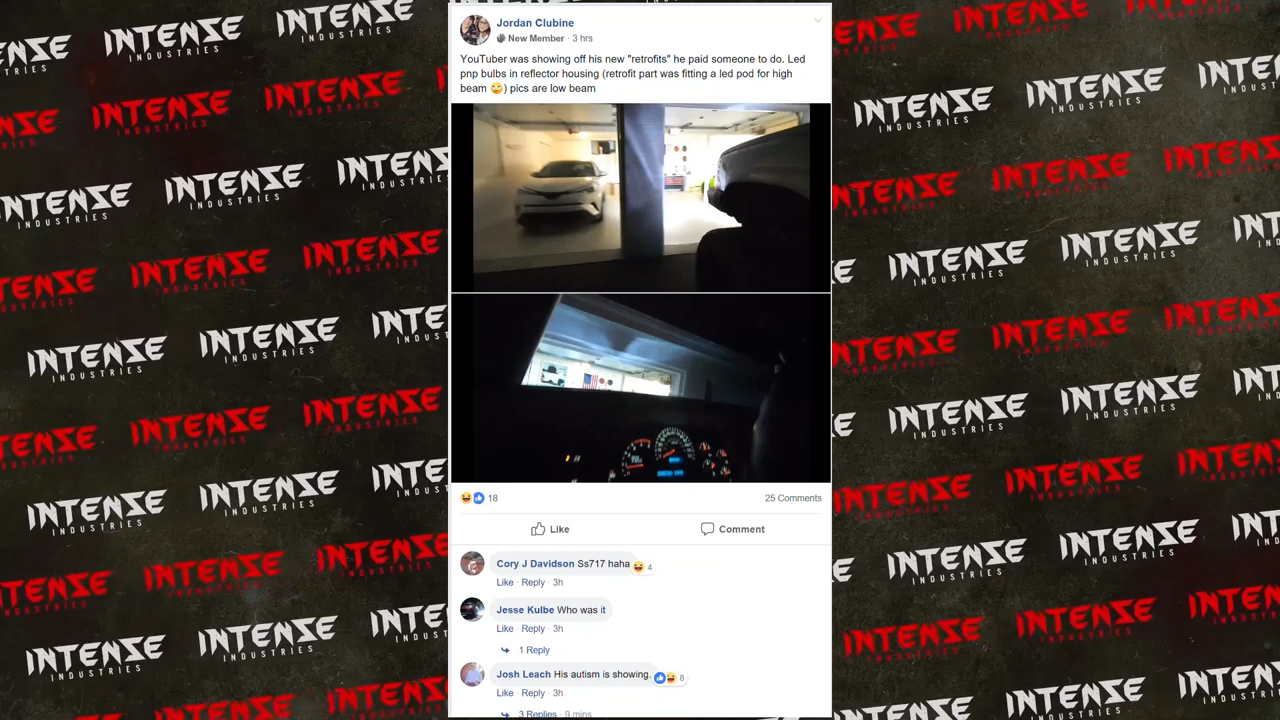 Jordan Clubine
New Member · 3 hrs
YouTuber was showing off his new "retrofits" he paid someone to do. Led
pnp bulbs in reflector housing (retrofit part was fitting a led pod for high
beam 🙄) pics are low beam
18
25 Comments
Like
Comment
Cory J Davidson Ss717 haha
4
Like · Reply · 3h
Jesse Kulbe Who was it
Like · Reply · 3h
1 Reply
Josh Leach His autism is showing.
8
Like · Reply · 3h
3 Replies · 9 mins
INTENSE
INDUSTRIES